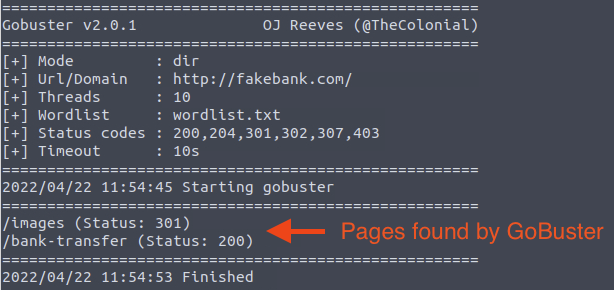 =====================================================
Gobuster v2.0.1              OJ Reeves (@TheColonial)
=====================================================
[+] Mode         : dir
[+] Url/Domain   : http://fakebank.com/
[+] Threads      : 10
[+] Wordlist     : wordlist.txt
[+] Status codes : 200,204,301,302,307,403
[+] Timeout      : 10s
=====================================================
2022/04/22 11:54:45 Starting gobuster
=====================================================
/images (Status: 301)
/bank-transfer (Status: 200)
Pages found by GoBuster
=====================================================
2022/04/22 11:54:53 Finished